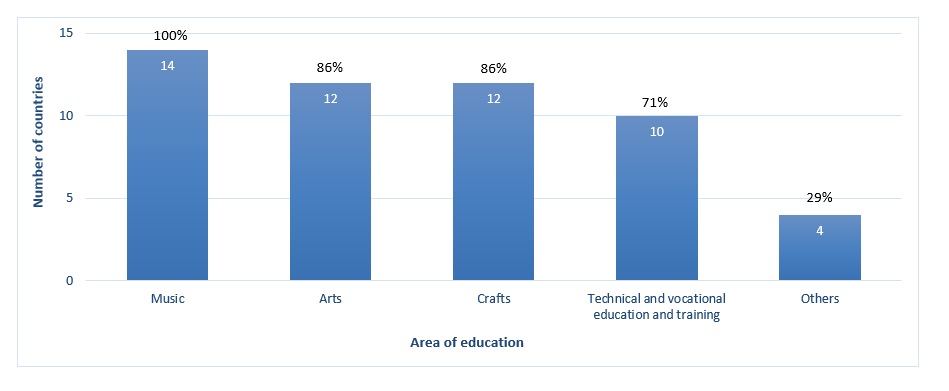 15
10
5
0
Number of countries
100%
14
86%
12
86%
12
71%
10
29%
4
Music
Arts
Crafts
Technical and vocational
education and training
Others
Area of education